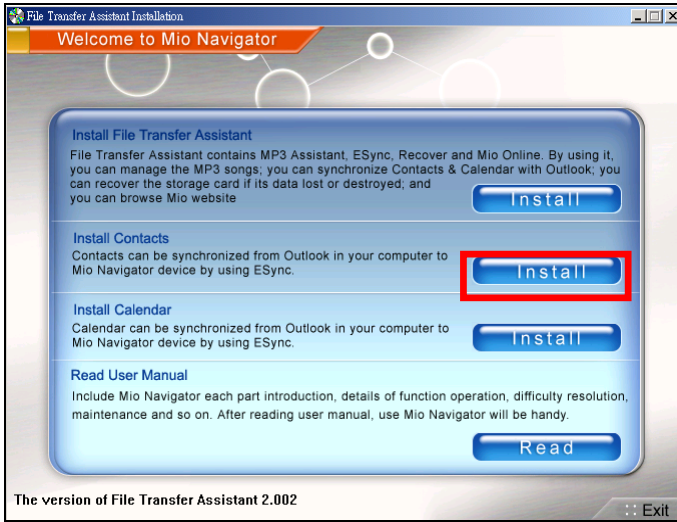 File Transfer Assistant Installation
Welcome to Mio Navigator
Install File Transfer Assistant
File Transfer Assistant contains MP3 Assistant, ESync, Recover and Mio Online. By using it,
you can manage the MP3 songs; you can synchronize Contacts & Calendar with Outlook; you
can recover the storage card if its data lost or destroyed; and
you can browse Mio website
Install
Install Contacts
Contacts can be synchronized from Outlook in your computer to
Mio Navigator device by using ESync.
Install
Install Calendar
Calendar can be synchronized from Outlook in your computer to
Mio Navigator device by using ESync.
Install
Read User Manual
Include Mio Navigator each part introduction, details of function operation, difficulty resolution,
maintenance and so on. After reading user manual, use Mio Navigator will be handy.
Read
The version of File Transfer Assistant 2.002
:: Exit